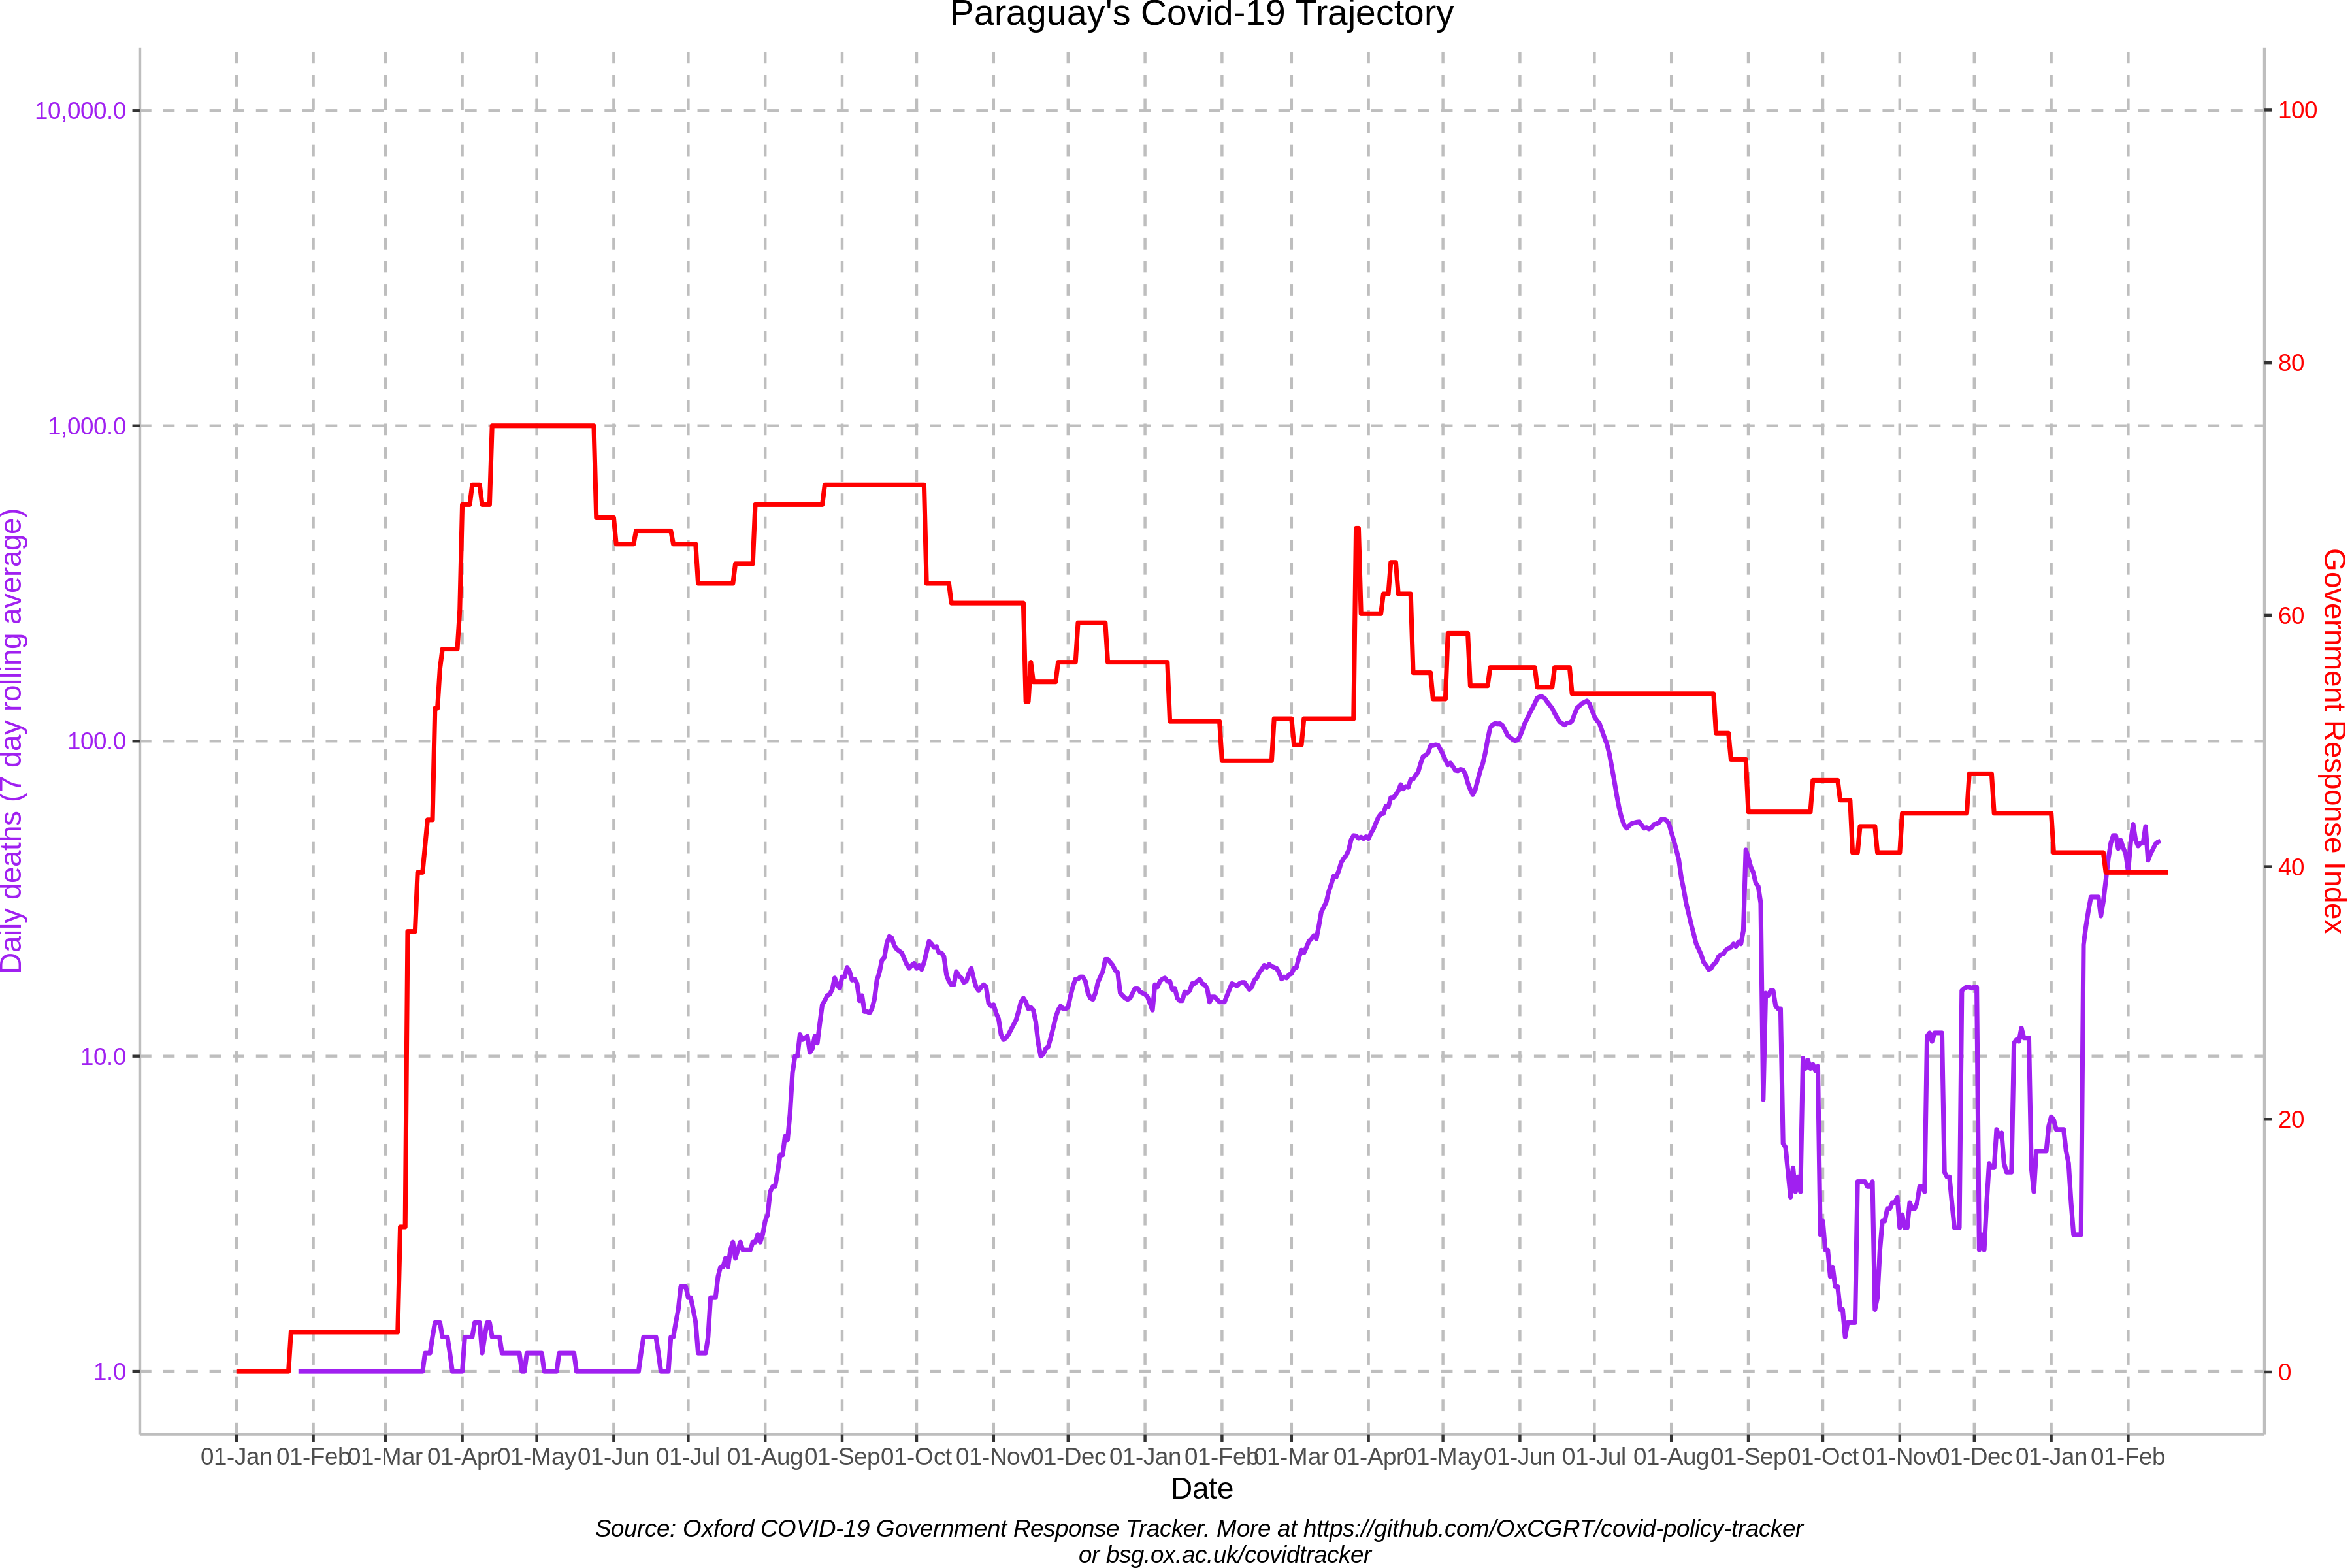 Paraguay's Covid-19 Trajectory
10,000.0
1,000.0
100.0
10.0
1.0
Daily deaths (7 day rolling average)
100
80
60
40
20
0
Government Response Index
01-Jan 01-Feb 01-Mar 01-Apr 01-May 01-Jun 01-Jul 01-Aug 01-Sep 01-Oct 01-Nov 01-Dec 01-Jan 01-Feb 01-Mar 01-Apr 01-May 01-Jun 01-Jul 01-Aug 01-Sep 01-Oct 01-Nov 01-Dec 01-Jan 01-Feb
Date
Source: Oxford COVID-19 Government Response Tracker. More at https://github.com/OxCGRT/covid-policy-tracker
or bsg.ox.ac.uk/covidtracker